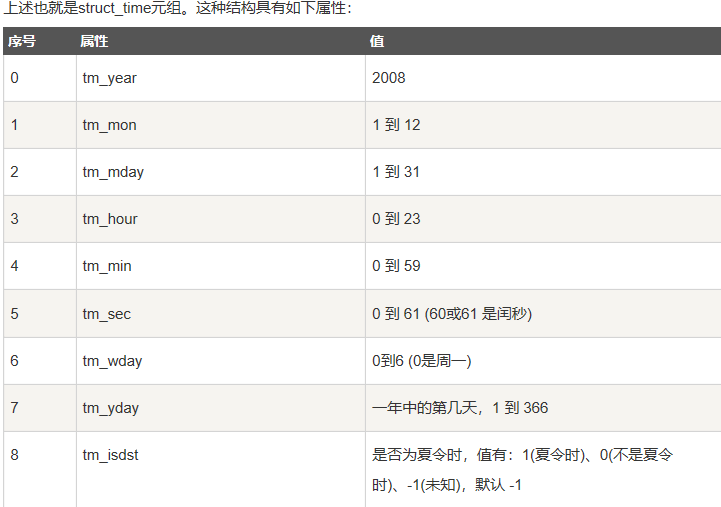 上述也就是struct_time元组。这种结构具有如下属性：
序号 属性 值
0 tm_year 2008
1 tm_mon 1 到 12
2 tm_mday 1 到 31
3 tm_hour 0 到 23
4 tm_min 0 到 59
5 tm_sec 0 到 61 (60或61 是闰秒)
6 tm_wday 0到6 (0是周一)
7 tm_yday 一年中的第几天，1 到 366
8 tm_isdst 是否为夏令时，值有：1(夏令时)、0(不是夏令
时)、-1(未知)，默认 -1